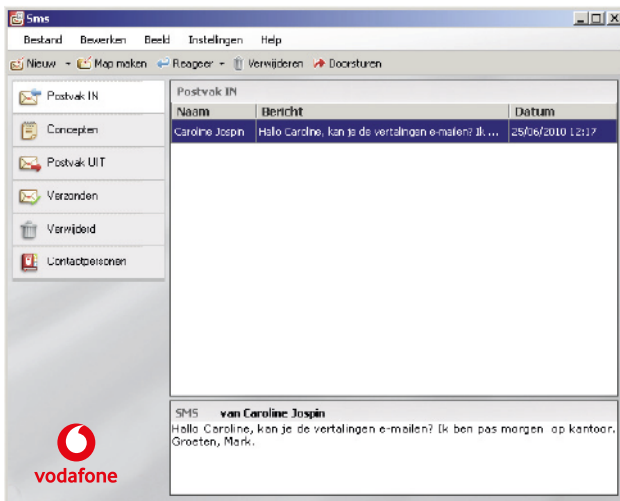 Sms
Bestand Bewerken Beeld Instellingen Help
Nieuw Map maken Reageer Verwijderen Doorsturen
Postvak IN
Concepten
Postvak UIT
Verzonden
Verwijderd
Contactpersonen
Postvak IN
Naam Bericht Datum
Caroline Jospin Hallo Caroline, kan je de vertalingen e-mailen? Ik ... 25/06/2010 12:17
SMS van Caroline Jospin
Hallo Caroline, kan je de vertalingen e-mailen? Ik ben pas morgen op kantoor.
Groeten, Mark.
vodafone